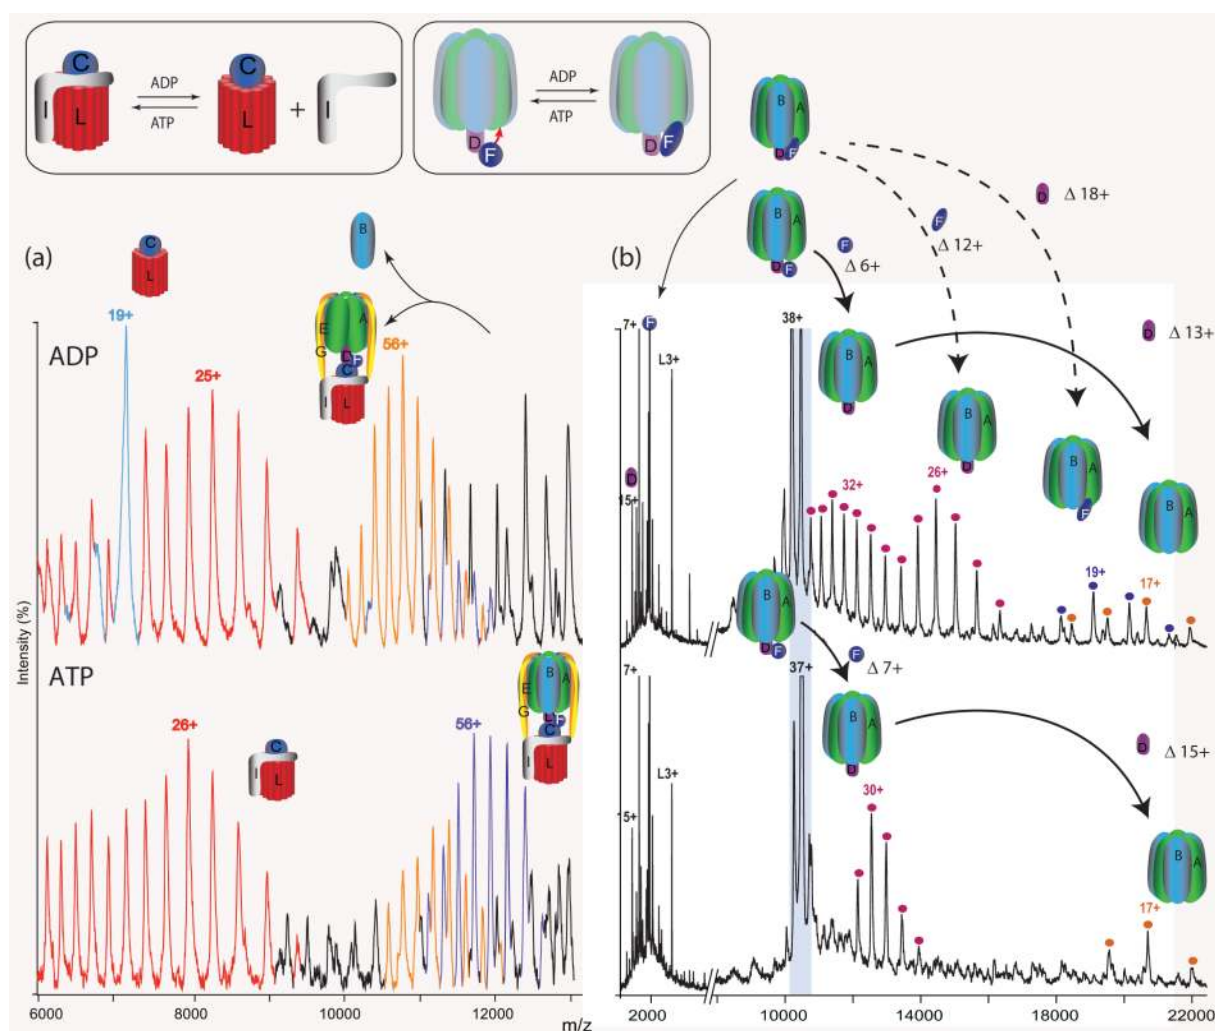 C
I
L
ADP
ATP
C
L
+
I
D
F
ADP
ATP
D
F
B
A
D
F
D
Δ 18+
F
Δ 12+
B
A
D
F
F
Δ 6+
(a)
C
L
B
(b)
19+
ADP
25+
E
A
G
D
F
C
I
L
56+
7+
F
L3+
38+
D
15+
B
A
D
D
Δ 13+
B
A
D
B
A
F
B
A
32+
26+
19+
17+
Intensity (%)
ATP
26+
C
I
L
56+
B
E
A
G
F
C
I
L
B
A
D
F
7+
37+
F
Δ 7+
L3+
5+
B
A
D
D
Δ 15+
30+
B
A
17+
6000
8000
10000
12000
m/z
2000
10000
14000
18000
22000